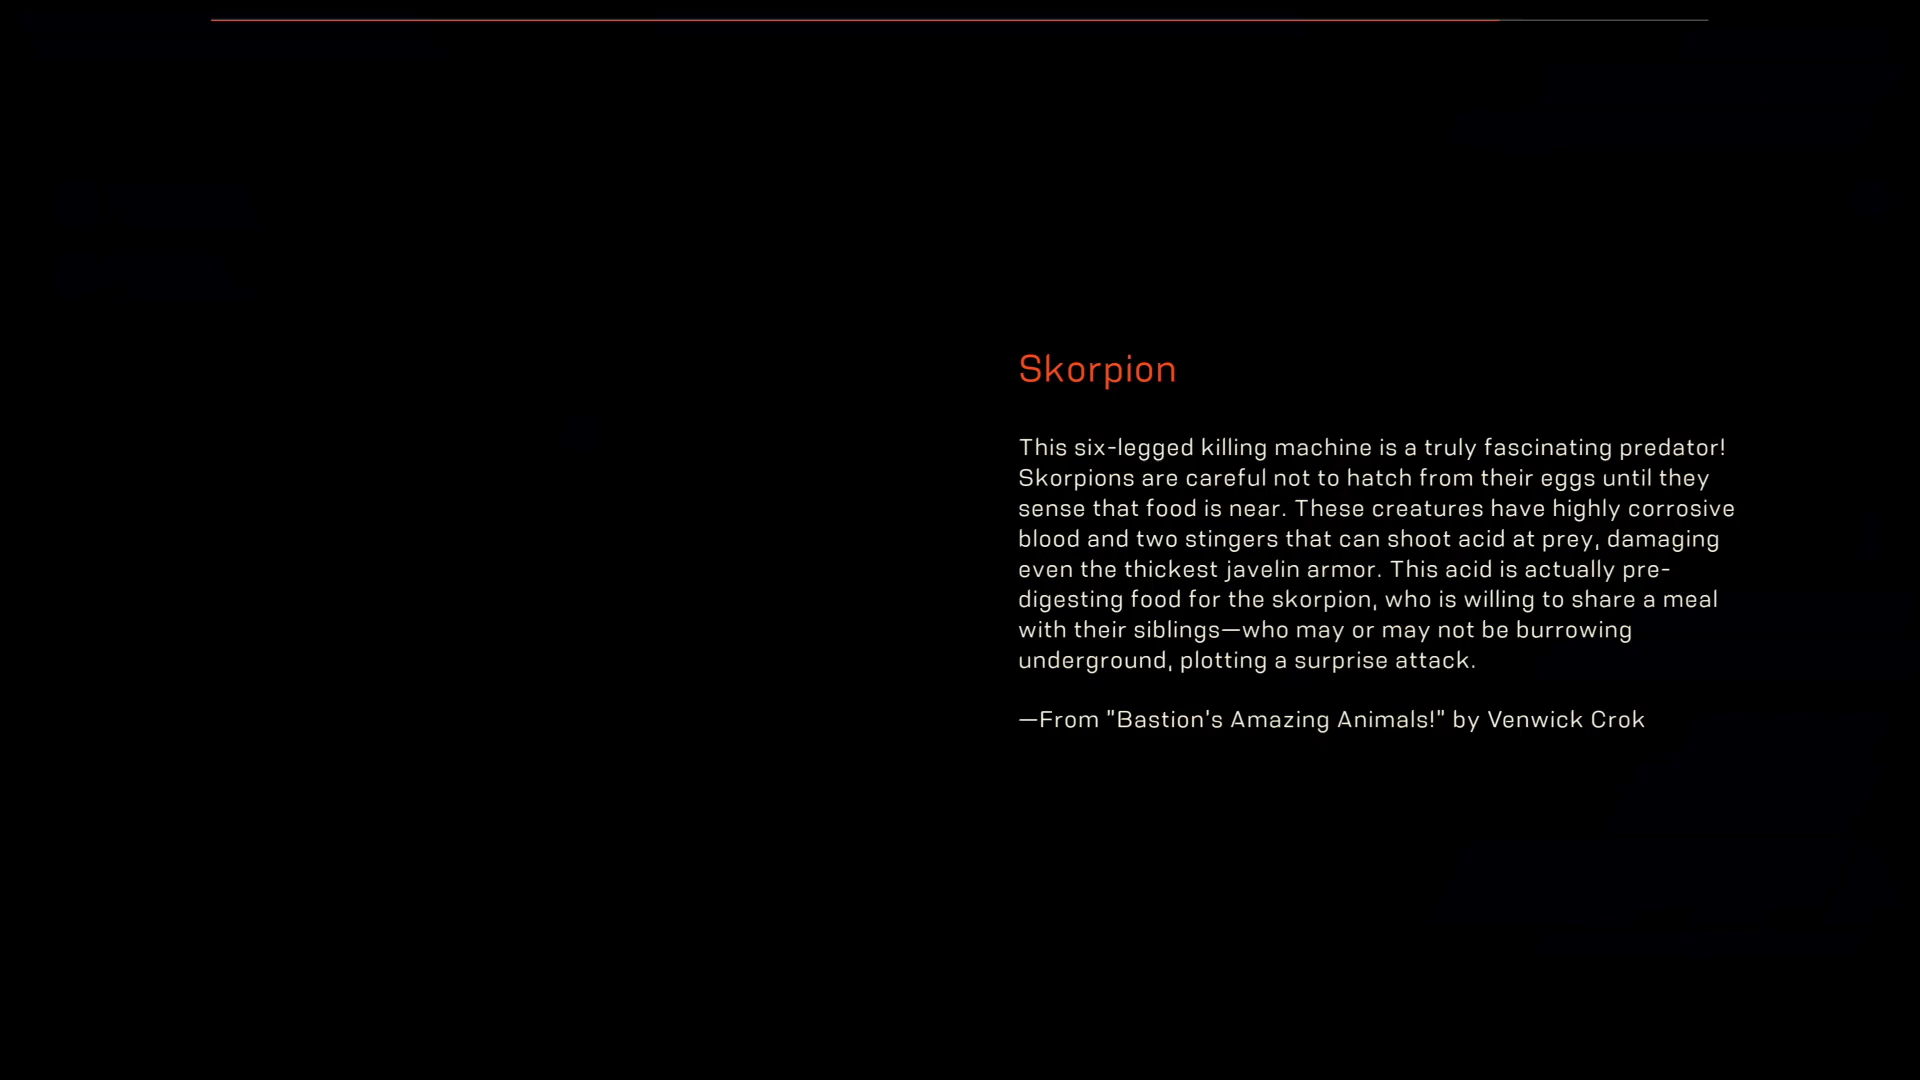 Skorpion
This six-legged killing machine is a truly fascinating predator!
Skorpions are careful not to hatch from their eggs until they
sense that food is near. These creatures have highly corrosive
blood and two stingers that can shoot acid at prey, damaging
even the thickest javelin armor. This acid is actually pre-
digesting food for the skorpion, who is willing to share a meal
with their siblings—who may or may not be burrowing
underground, plotting a surprise attack.
—From "Bastion's Amazing Animals!" by Venwick Crok